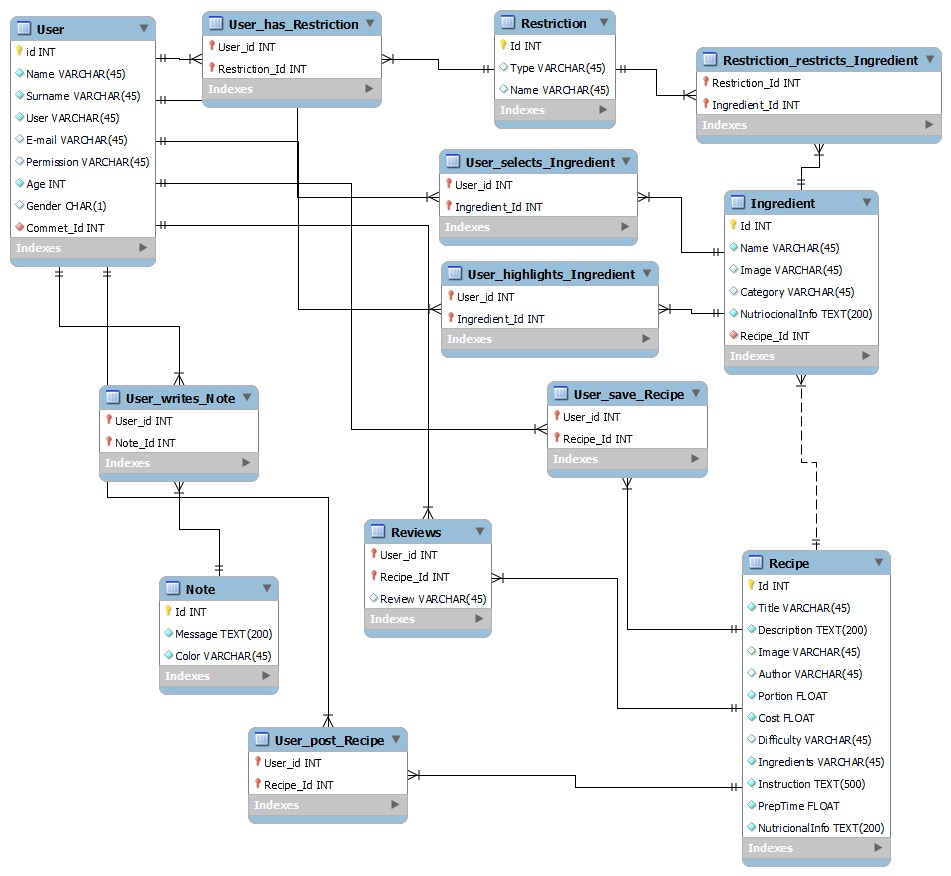 User
id INT
Name VARCHAR(45)
Surname VARCHAR(45)
User VARCHAR(45)
E-mail VARCHAR(45)
Permission VARCHAR(45)
Age INT
Gender CHAR(1)
Commet_Id INT
Indexes
User_has_Restriction
User_id INT
Restriction_Id INT
Indexes
Restriction
Id INT
Type VARCHAR(45)
Name VARCHAR(45)
Indexes
Restriction_restricts_Ingredient
Restriction_Id INT
Ingredient_Id INT
Indexes
User_selects_Ingredient
User_id INT
Ingredient_Id INT
Indexes
Ingredient
Id INT
Name VARCHAR(45)
Image VARCHAR(45)
Category VARCHAR(45)
NutriocionalInfo TEXT(200)
Recipe_Id INT
Indexes
User_highlights_Ingredient
User_id INT
Ingredient_Id INT
Indexes
User_writes_Note
User_id INT
Note_Id INT
Indexes
User_save_Recipe
User_id INT
Recipe_Id INT
Indexes
Reviews
User_id INT
Recipe_Id INT
Review VARCHAR(45)
Indexes
Note
Id INT
Message TEXT(200)
Color VARCHAR(45)
Indexes
Recipe
Id INT
Title VARCHAR(45)
Description TEXT(200)
Image VARCHAR(45)
Author VARCHAR(45)
Portion FLOAT
Cost FLOAT
Difficulty VARCHAR(45)
Ingredients VARCHAR(45)
Instruction TEXT(500)
PrepTime FLOAT
NutricionalInfo TEXT(200)
Indexes
User_post_Recipe
User_id INT
Recipe_Id INT
Indexes